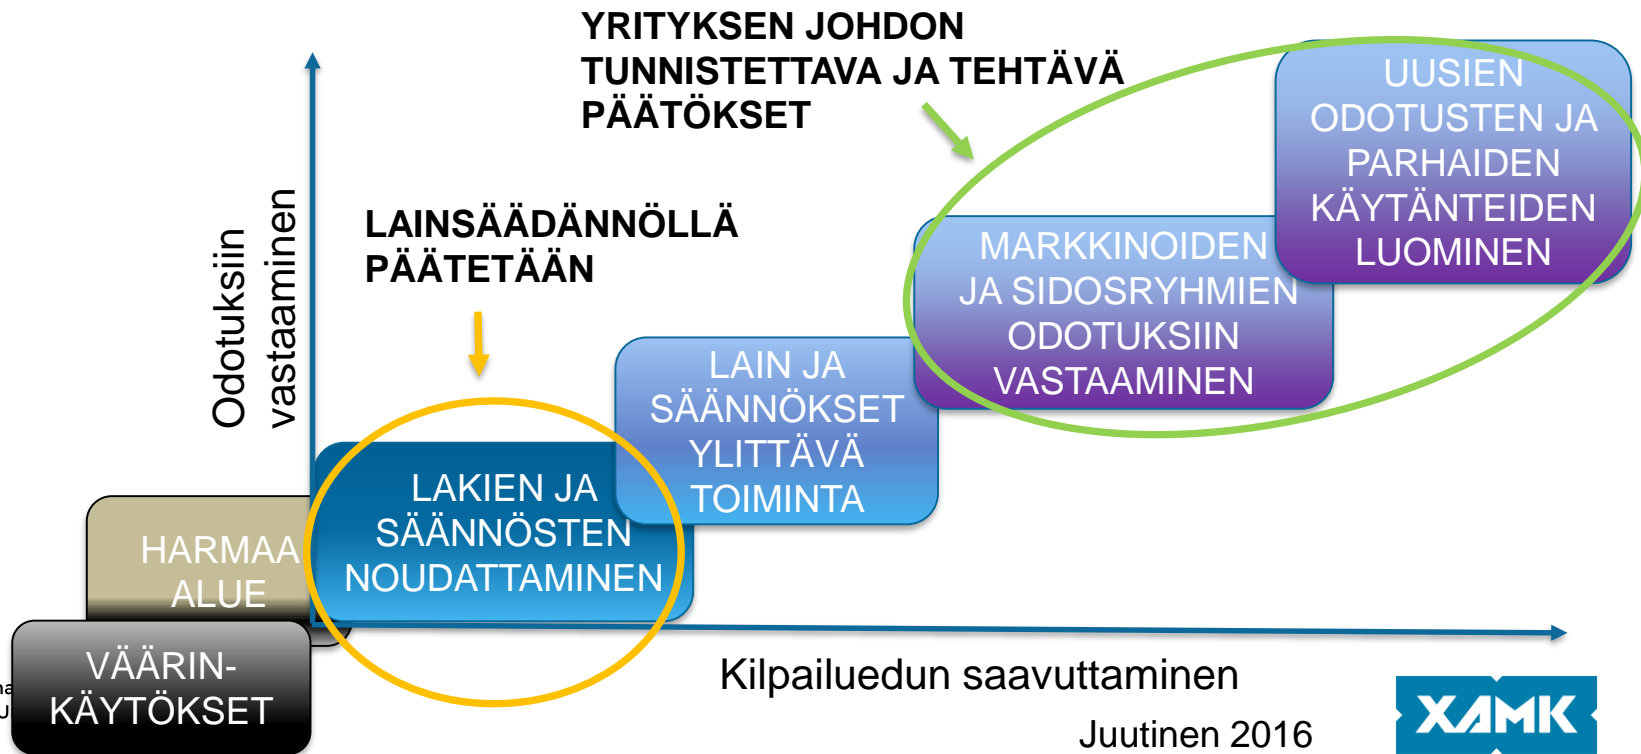 YRITYKSEN JOHDON
TUNNISTETTAVA JA TEHTÄVÄ
PÄÄTÖKSET
UUSIEN
ODOTUSTEN JA
PARHAIDEN
KÄYTÄNTEIDEN
LUOMINEN
Odotuksiin
vastaaminen
LAINSÄÄDÄNNÖLLÄ
PÄÄTETÄÄN
MARKKINOIDEN
JA SIDOSRYHMIEN
ODOTUKSIIN
VASTAAMINEN
LAIN JA
SÄÄNNÖKSET
YLITTÄVÄ
TOIMINTA
LAKIEN JA
SÄÄNNÖSTEN
NOUDATTAMINEN
HARMAA
ALUE
VÄÄRIN-
KÄYTÖKSET
Kilpailuedun saavuttaminen
Juutinen 2016
XAMK